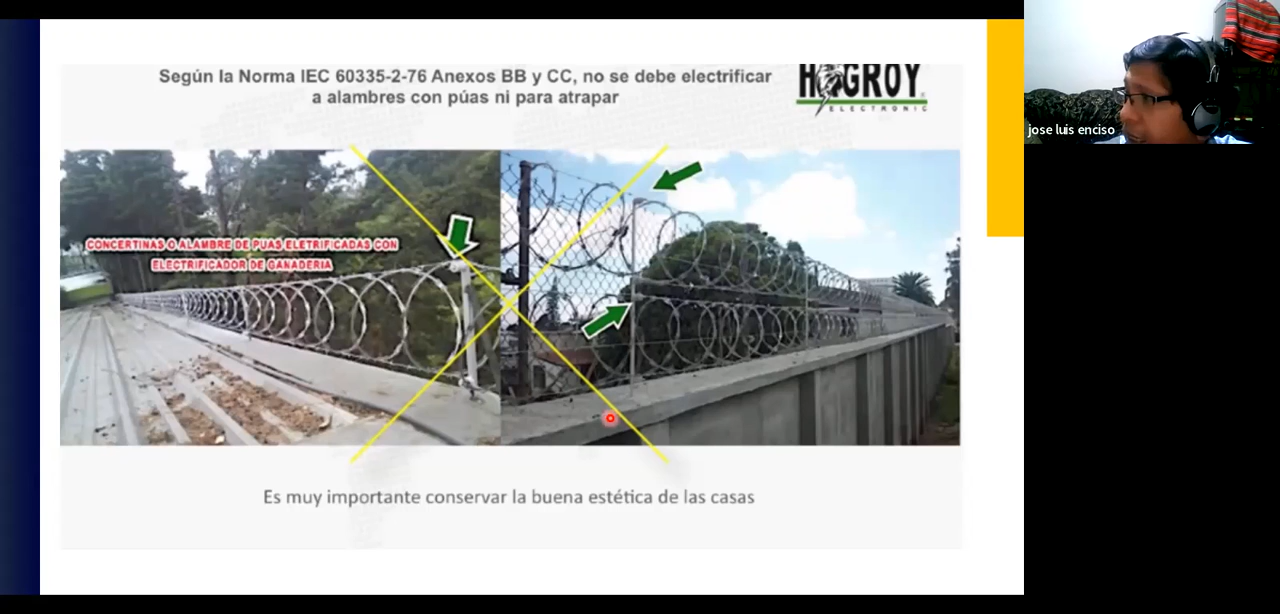 Según la Norma IEC 60335-2-76 Anexos BB y CC, no se debe electrificar
a alambres con púas ni para atrapar
HAGROY
ELECTRONIC
jose luis enciso
CONCERTINAS O ALAMBRE DE PUAS ELETRIFICADAS CON
ELECTRIFICADOR DE GANADERIA
Es muy importante conservar la buena estética de las casas